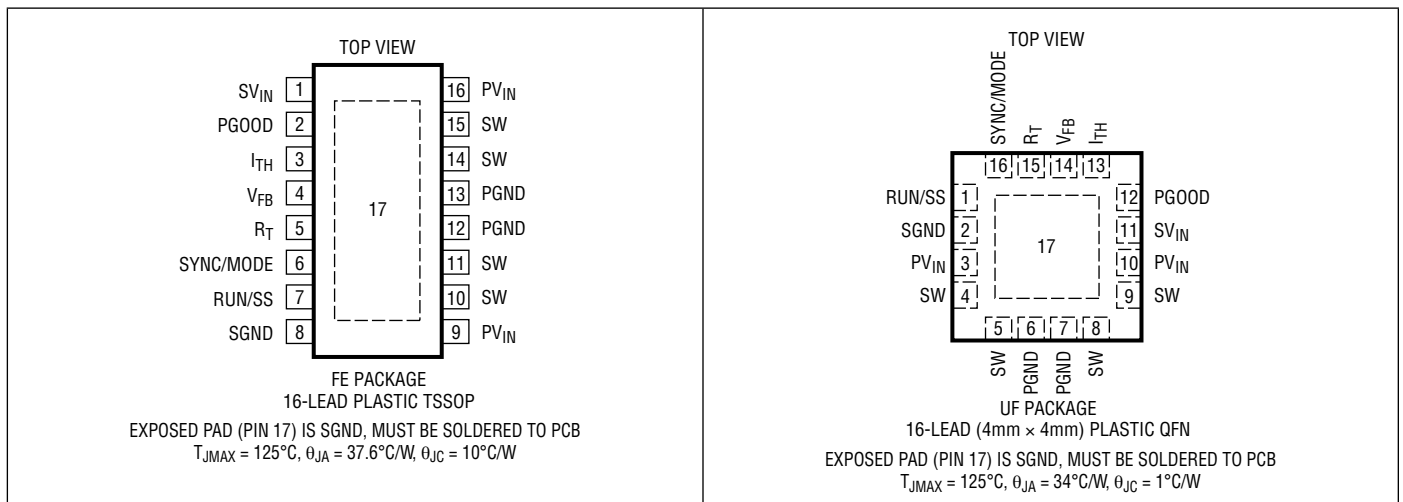 TOP VIEW
SVIN 1
PGOOD 2
ITH 3
VFB 4
RT 5
SYNC/MODE 6
RUN/SS 7
SGND 8
16 PVIN
15 SW
14 SW
13 PGND
12 PGND
11 SW
10 SW
9 PVIN
17
FE PACKAGE
16-LEAD PLASTIC TSSOP
EXPOSED PAD (PIN 17) IS SGND, MUST BE SOLDERED TO PCB
TJMAX = 125°C, θJA = 37.6°C/W, θJC = 10°C/W
TOP VIEW
SYNC/MODE
RT
VFB
ITH
16 15 14 13
RUN/SS 1
SGND 2
PVIN 3
SW 4
12 PGOOD
11 SVIN
10 PVIN
9 SW
17
5 6 7 8
SW
PGND
PGND
SW
UF PACKAGE
16-LEAD (4mm × 4mm) PLASTIC QFN
EXPOSED PAD (PIN 17) IS SGND, MUST BE SOLDERED TO PCB
TJMAX = 125°C, θJA = 34°C/W, θJC = 1°C/W